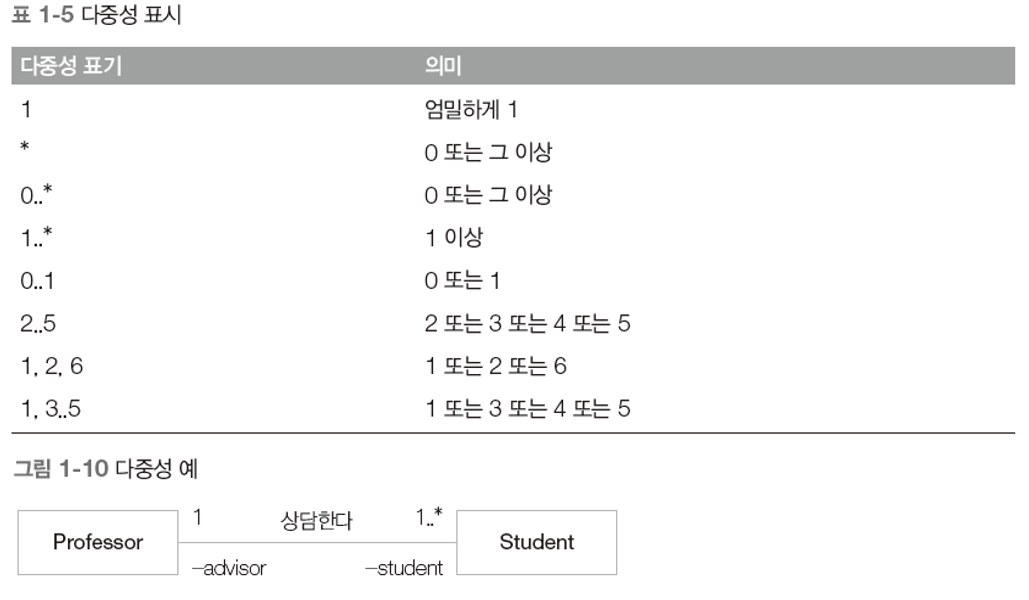 표 1-5 다중성 표시
다중성 표기 의미
1 엄밀하게 1
* 0 또는 그 이상
0..* 0 또는 그 이상
1..* 1 이상
0..1 0 또는 1
2..5 2 또는 3 또는 4 또는 5
1, 2, 6 1 또는 2 또는 6
1, 3..5 1 또는 3 또는 4 또는 5
그림 1-10 다중성 예
1 상담한다 1..*
Professor Student
–advisor –student